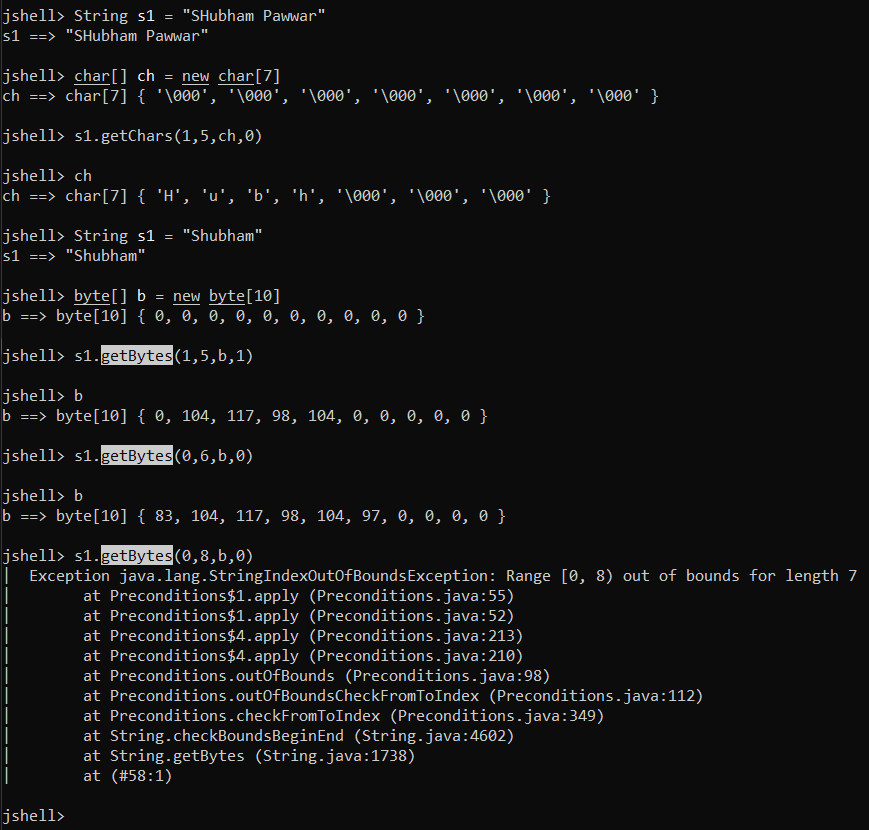 jshell> String s1 = "SHubham Pawwar"
s1 ==> "SHubham Pawwar"
jshell> char[] ch = new char[7]
ch ==> char[7] { '\000', '\000', '\000', '\000', '\000', '\000', '\000' }
jshell> s1.getChars(1,5,ch,0)
jshell> ch
ch ==> char[7] { 'H', 'u', 'b', 'h', '\000', '\000', '\000' }
jshell> String s1 = "Shubham"
s1 ==> "Shubham"
jshell> byte[] b = new byte[10]
b ==> byte[10] { 0, 0, 0, 0, 0, 0, 0, 0, 0, 0 }
jshell> s1.getBytes(1,5,b,1)
jshell> b
b ==> byte[10] { 0, 104, 117, 98, 104, 0, 0, 0, 0, 0 }
jshell> s1.getBytes(0,6,b,0)
jshell> b
b ==> byte[10] { 83, 104, 117, 98, 104, 97, 0, 0, 0, 0 }
jshell> s1.getBytes(0,8,b,0)
|  Exception java.lang.StringIndexOutOfBoundsException: Range [0, 8) out of bounds for length 7
|        at Preconditions$1.apply (Preconditions.java:55)
|        at Preconditions$1.apply (Preconditions.java:52)
|        at Preconditions$4.apply (Preconditions.java:213)
|        at Preconditions$4.apply (Preconditions.java:210)
|        at Preconditions.outOfBounds (Preconditions.java:98)
|        at Preconditions.outOfBoundsCheckFromToIndex (Preconditions.java:112)
|        at Preconditions.checkFromToIndex (Preconditions.java:349)
|        at String.checkBoundsBeginEnd (String.java:4602)
|        at String.getBytes (String.java:1738)
|        at (#58:1)
jshell>